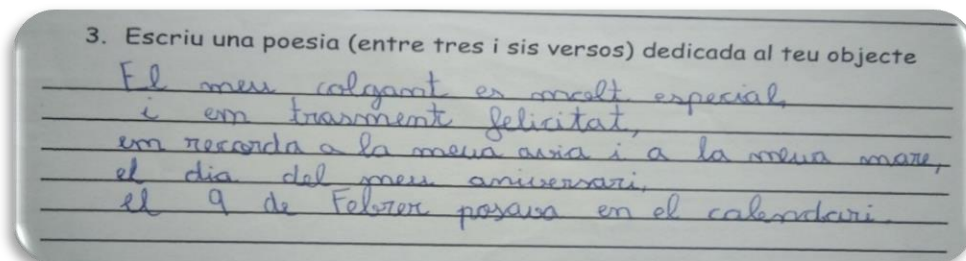 3. Escriu una poesia (entre tres i sis versos) dedicada al teu objecte
El meu colgant es molt especial,
i em trasment felicitat,
em reccorda a la meua avia i a la meua mare,
el dia del meu aniversari,
el 9 de Febrer posava en el calendari.